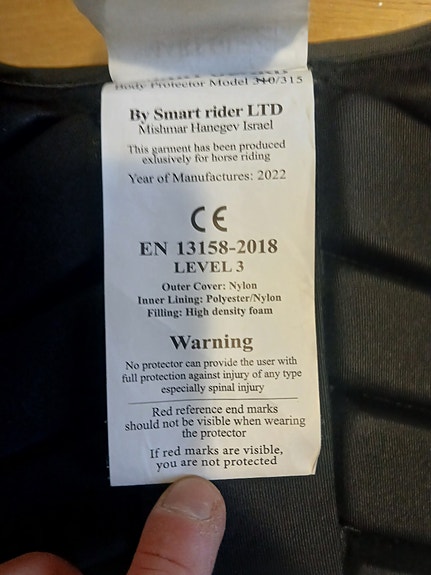 Body Protector Model 310/315
By Smart rider LTD
Mishmar Hanegev Israel
This garment has been produced
exlusively for horse riding
Year of Manufactures: 2022
CE
EN 13158-2018
LEVEL 3
Outer Cover: Nylon
Inner Lining: Polyester/Nylon
Filling: High density foam
Warning
No protector can provide the user with
full protection against injury of any type
especially spinal injury
Red reference end marks
should not be visible when wearing
the protector
If red marks are visible,
you are not protected